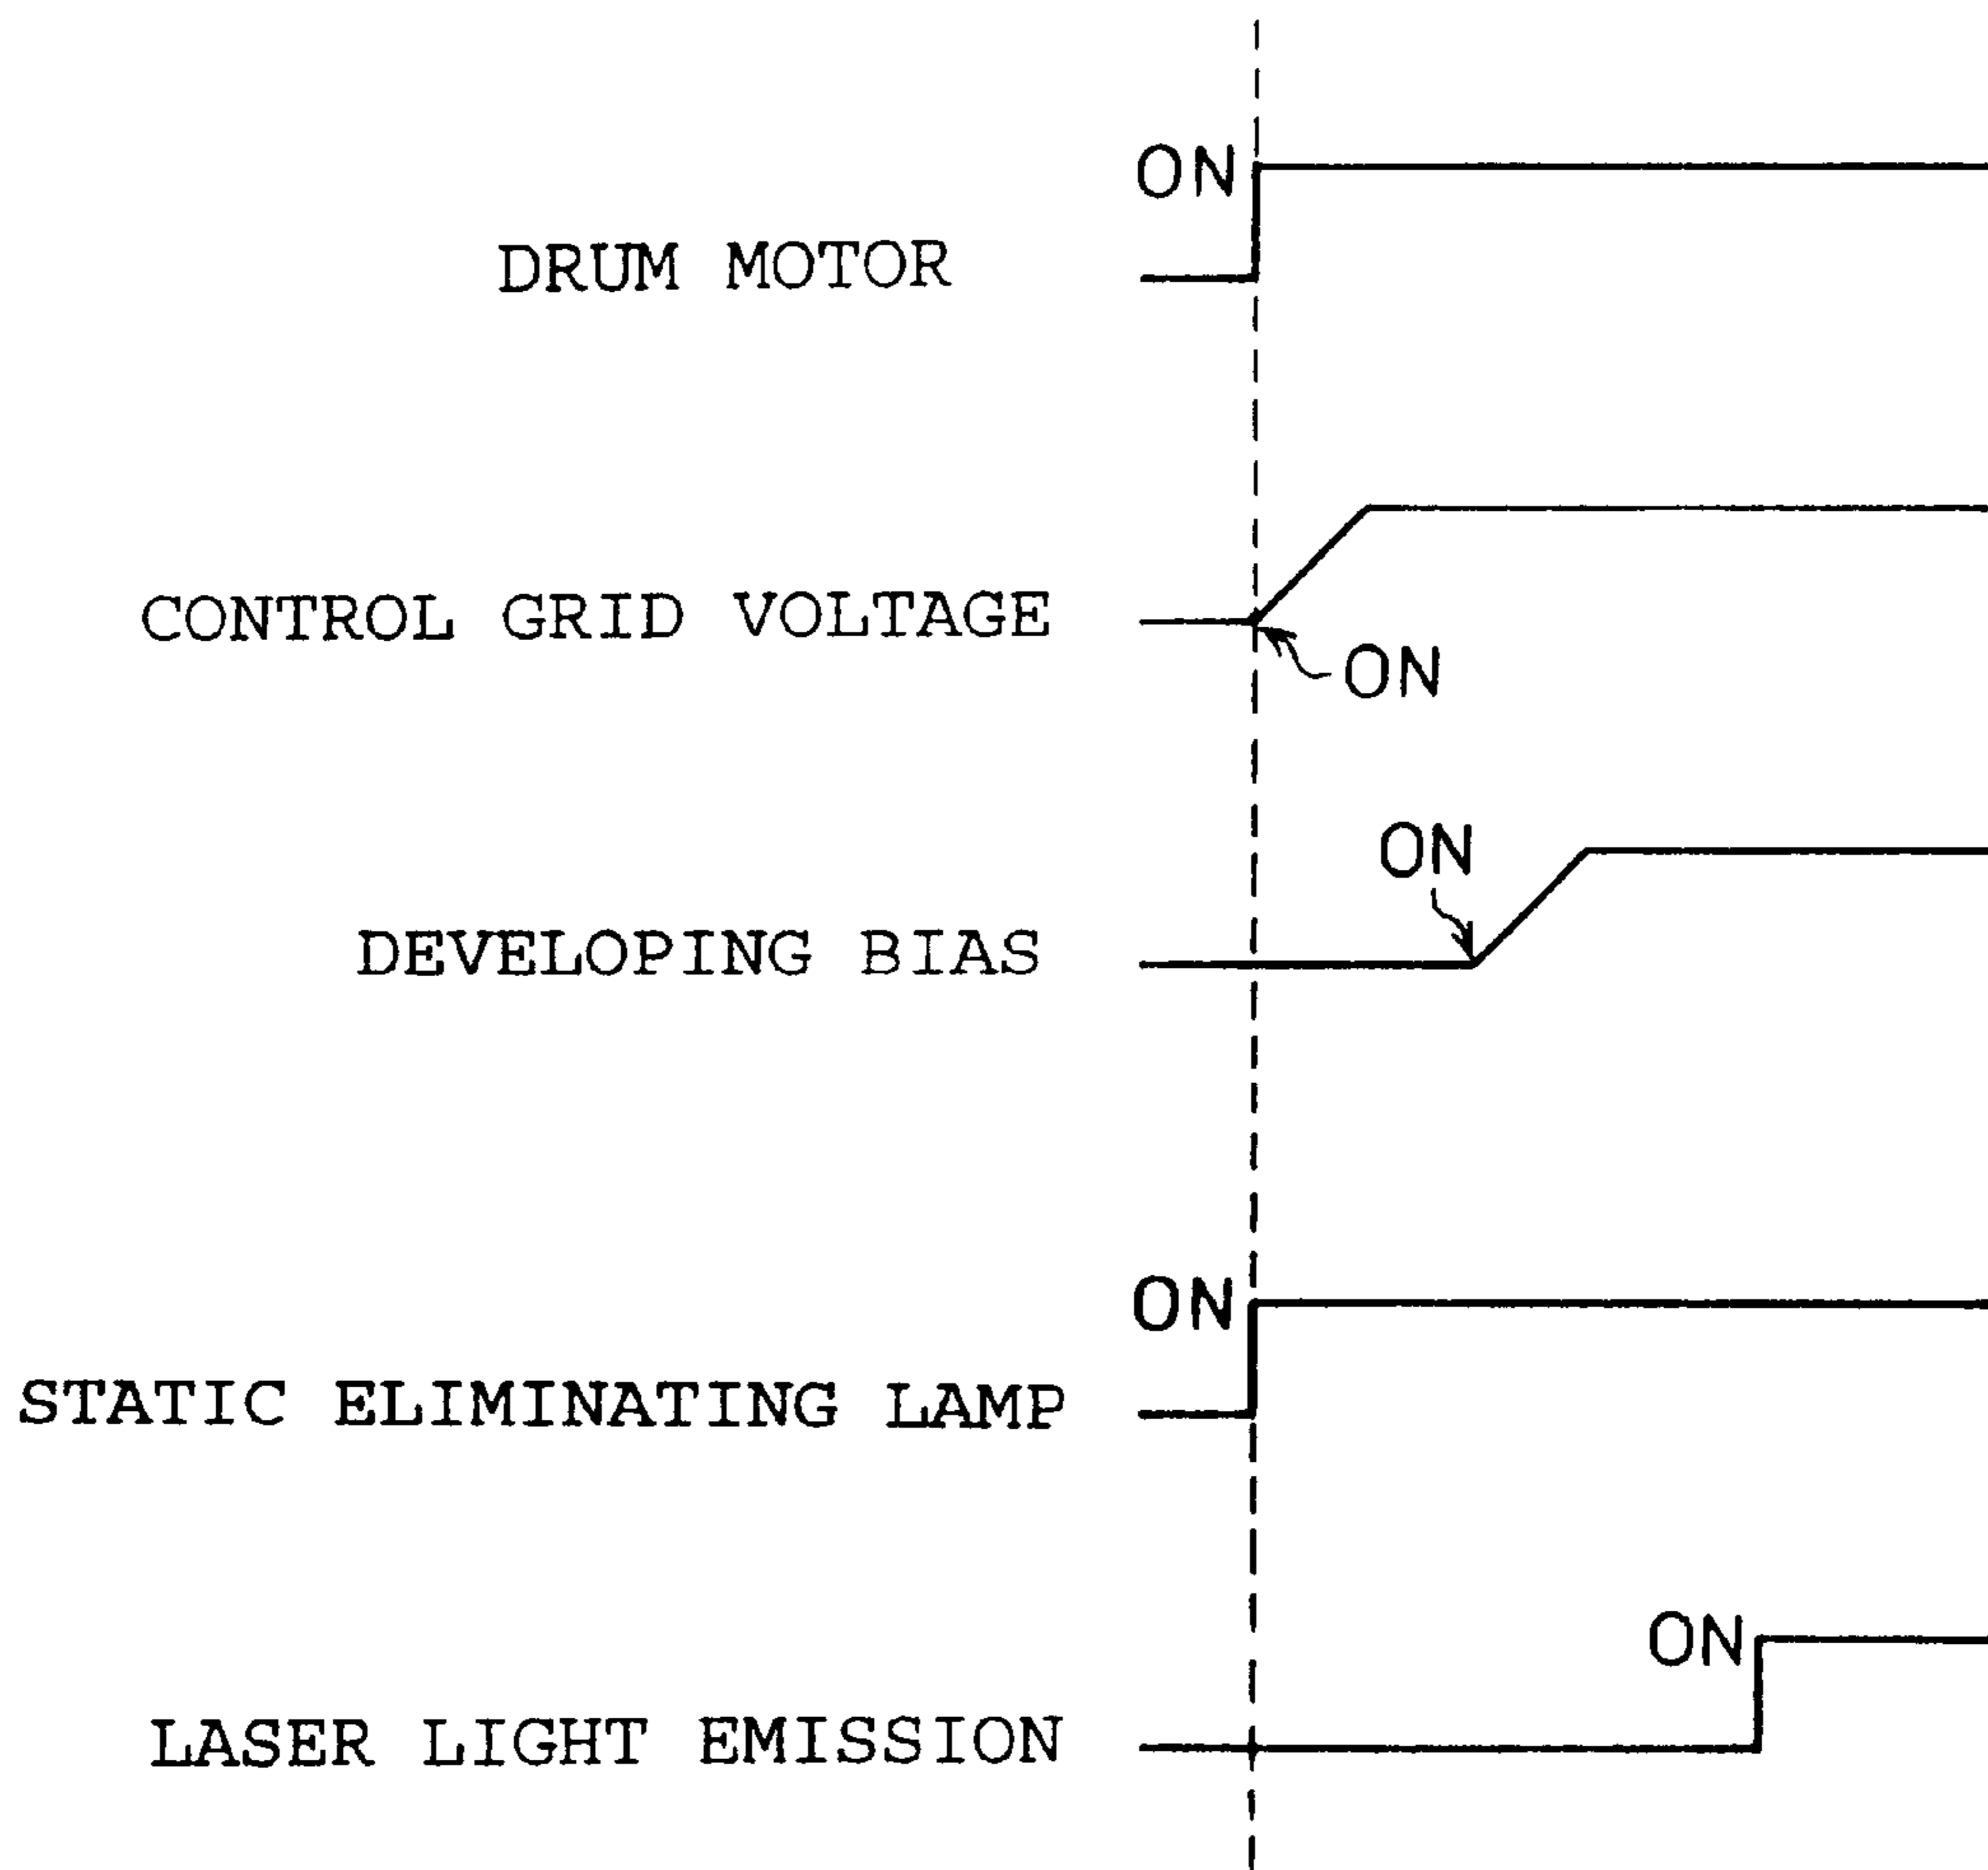 ON
DRUM MOTOR
CONTROL GRID VOLTAGE
ON
ON
DEVELOPING BIAS
ON
STATIC ELIMINATING LAMP
ON
LASER LIGHT EMISSION